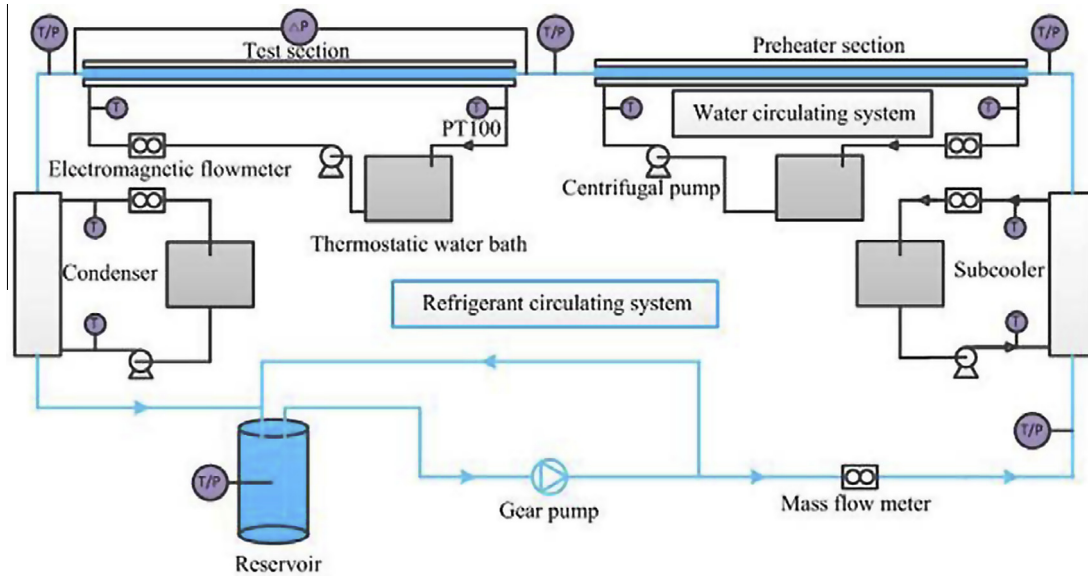 T/P
ΔP
T/P
T/P
Test section
Preheater section
T
T
T
T
PT100
Water circulating system
Electromagnetic flowmeter
Centrifugal pump
Thermostatic water bath
T
T
Condenser
Subcooler
Refrigerant circulating system
T
T
T/P
T/P
Gear pump
Mass flow meter
Reservoir